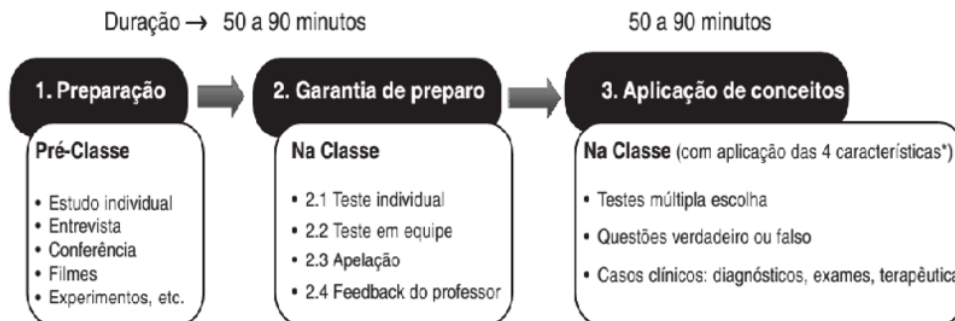 Duração → 50 a 90 minutos
50 a 90 minutos
1. Preparação
Pré-Classe
• Estudo individual
• Entrevista
• Conferência
• Filmes
• Experimentos, etc.
2. Garantia de preparo
Na Classe
• 2.1 Teste individual
• 2.2 Teste em equipe
• 2.3 Apelação
• 2.4 Feedback do professor
3. Aplicação de conceitos
Na Classe (com aplicação das 4 características*)
• Testes múltipla escolha
• Questões verdadeiro ou falso
• Casos clínicos: diagnósticos, exames, terapêutica